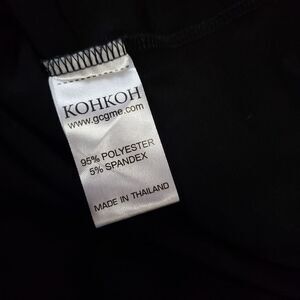 KOHKOH
www.gcgme.com
95% POLYESTER
5% SPANDEX
MADE IN THAILAND